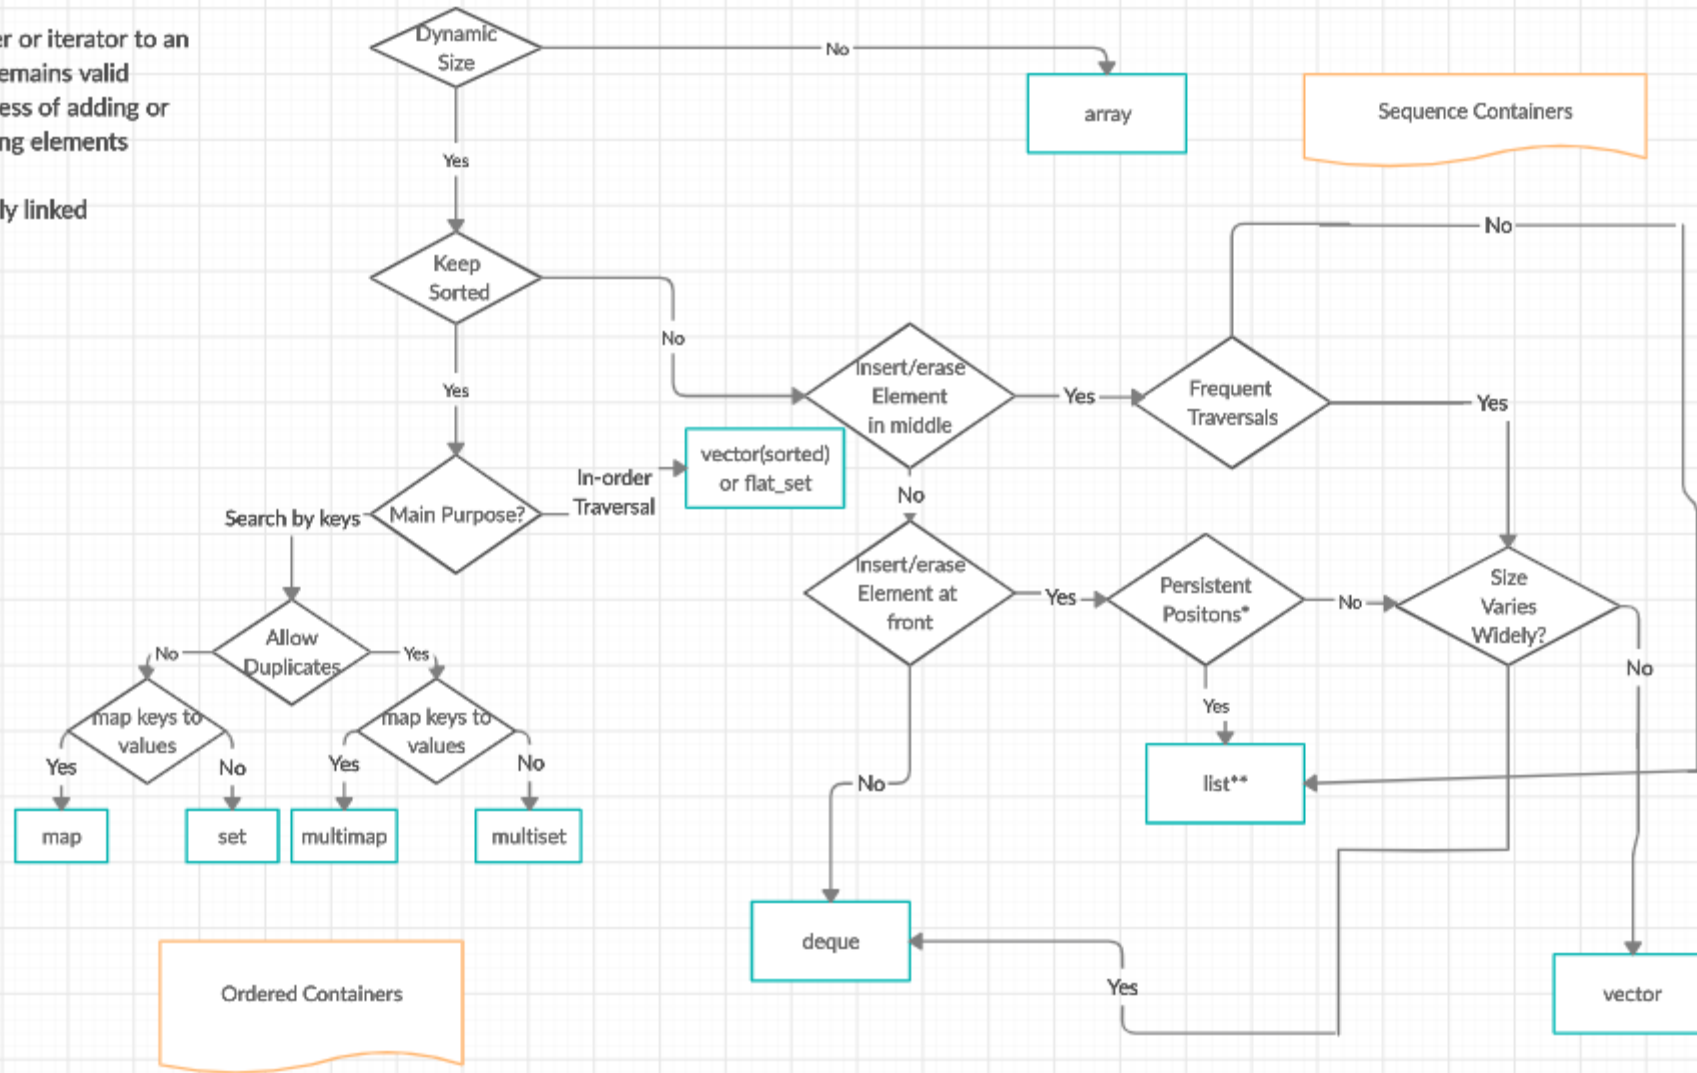 er or iterator to an
emains valid
ess of adding or
ng elements
ly linked
Dynamic
Size
No
array
Sequence Containers
Yes
Keep
Sorted
No
No
Yes
Insert/erase
Element
in middle
Yes
Frequent
Traversals
Yes
vector(sorted)
or flat_set
In-order
Traversal
Main Purpose?
Search by keys
No
Insert/erase
Element at
front
Yes
Persistent
Positons*
No
Size
Varies
Widely?
No
Allow
Duplicates
No
Yes
map keys to
values
map keys to
values
Yes
No
Yes
No
Yes
No
list**
map
set
multimap
multiset
deque
Yes
vector
Ordered Containers